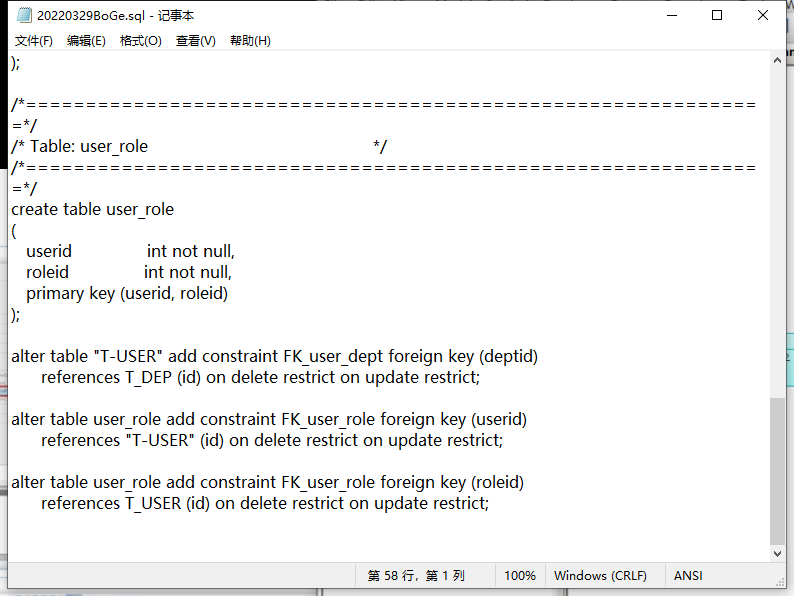 20220329BoGe.sql - 记事本
文件(F) 编辑(E) 格式(O) 查看(V) 帮助(H)
);
/*=============================================================
=*/
/* Table: user_role */
/*=============================================================
=*/
create table user_role
(
userid int not null,
roleid int not null,
primary key (userid, roleid)
);
alter table "T-USER" add constraint FK_user_dept foreign key (deptid)
references T_DEP (id) on delete restrict on update restrict;
alter table user_role add constraint FK_user_role foreign key (userid)
references "T-USER" (id) on delete restrict on update restrict;
alter table user_role add constraint FK_user_role foreign key (roleid)
references T_USER (id) on delete restrict on update restrict;
第 58 行，第 1 列 100% Windows (CRLF) ANSI